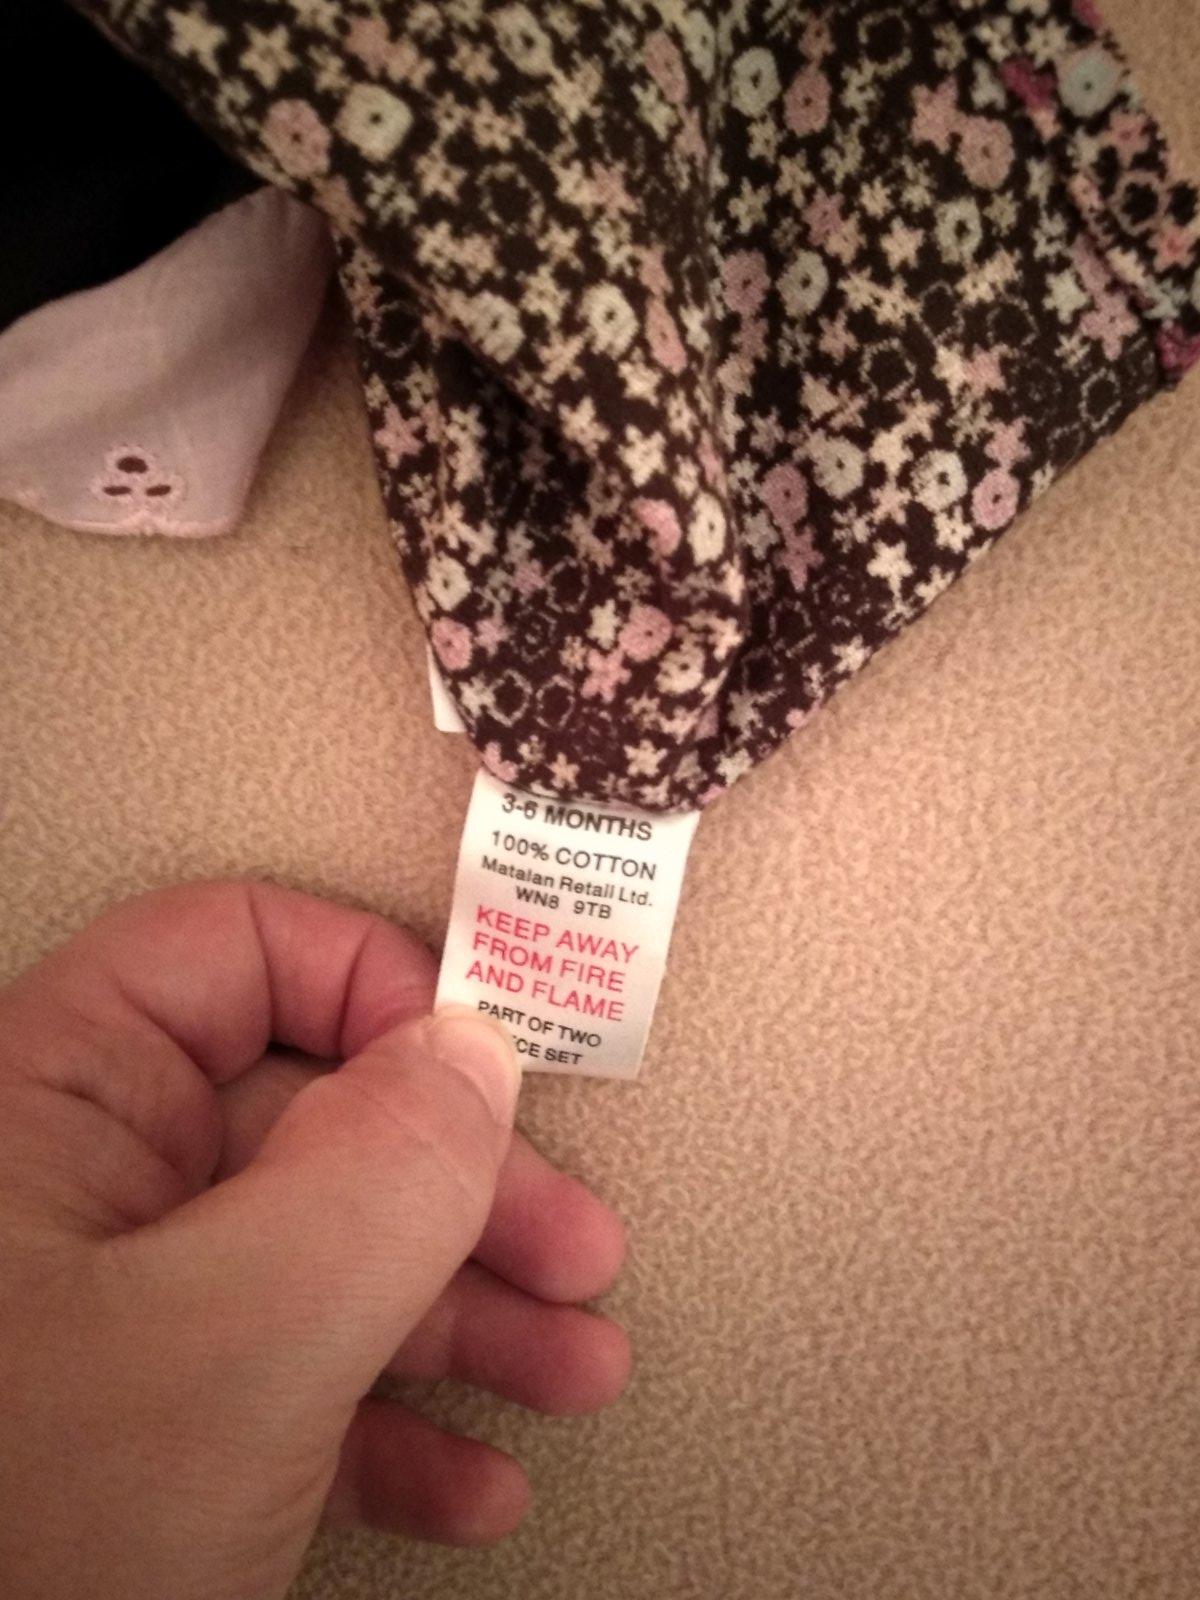 3-6 MONTHS
100% COTTON
Matalan Retail Ltd.
WN8 9TB
KEEP AWAY
FROM FIRE
AND FLAME
PART OF TWO
SET